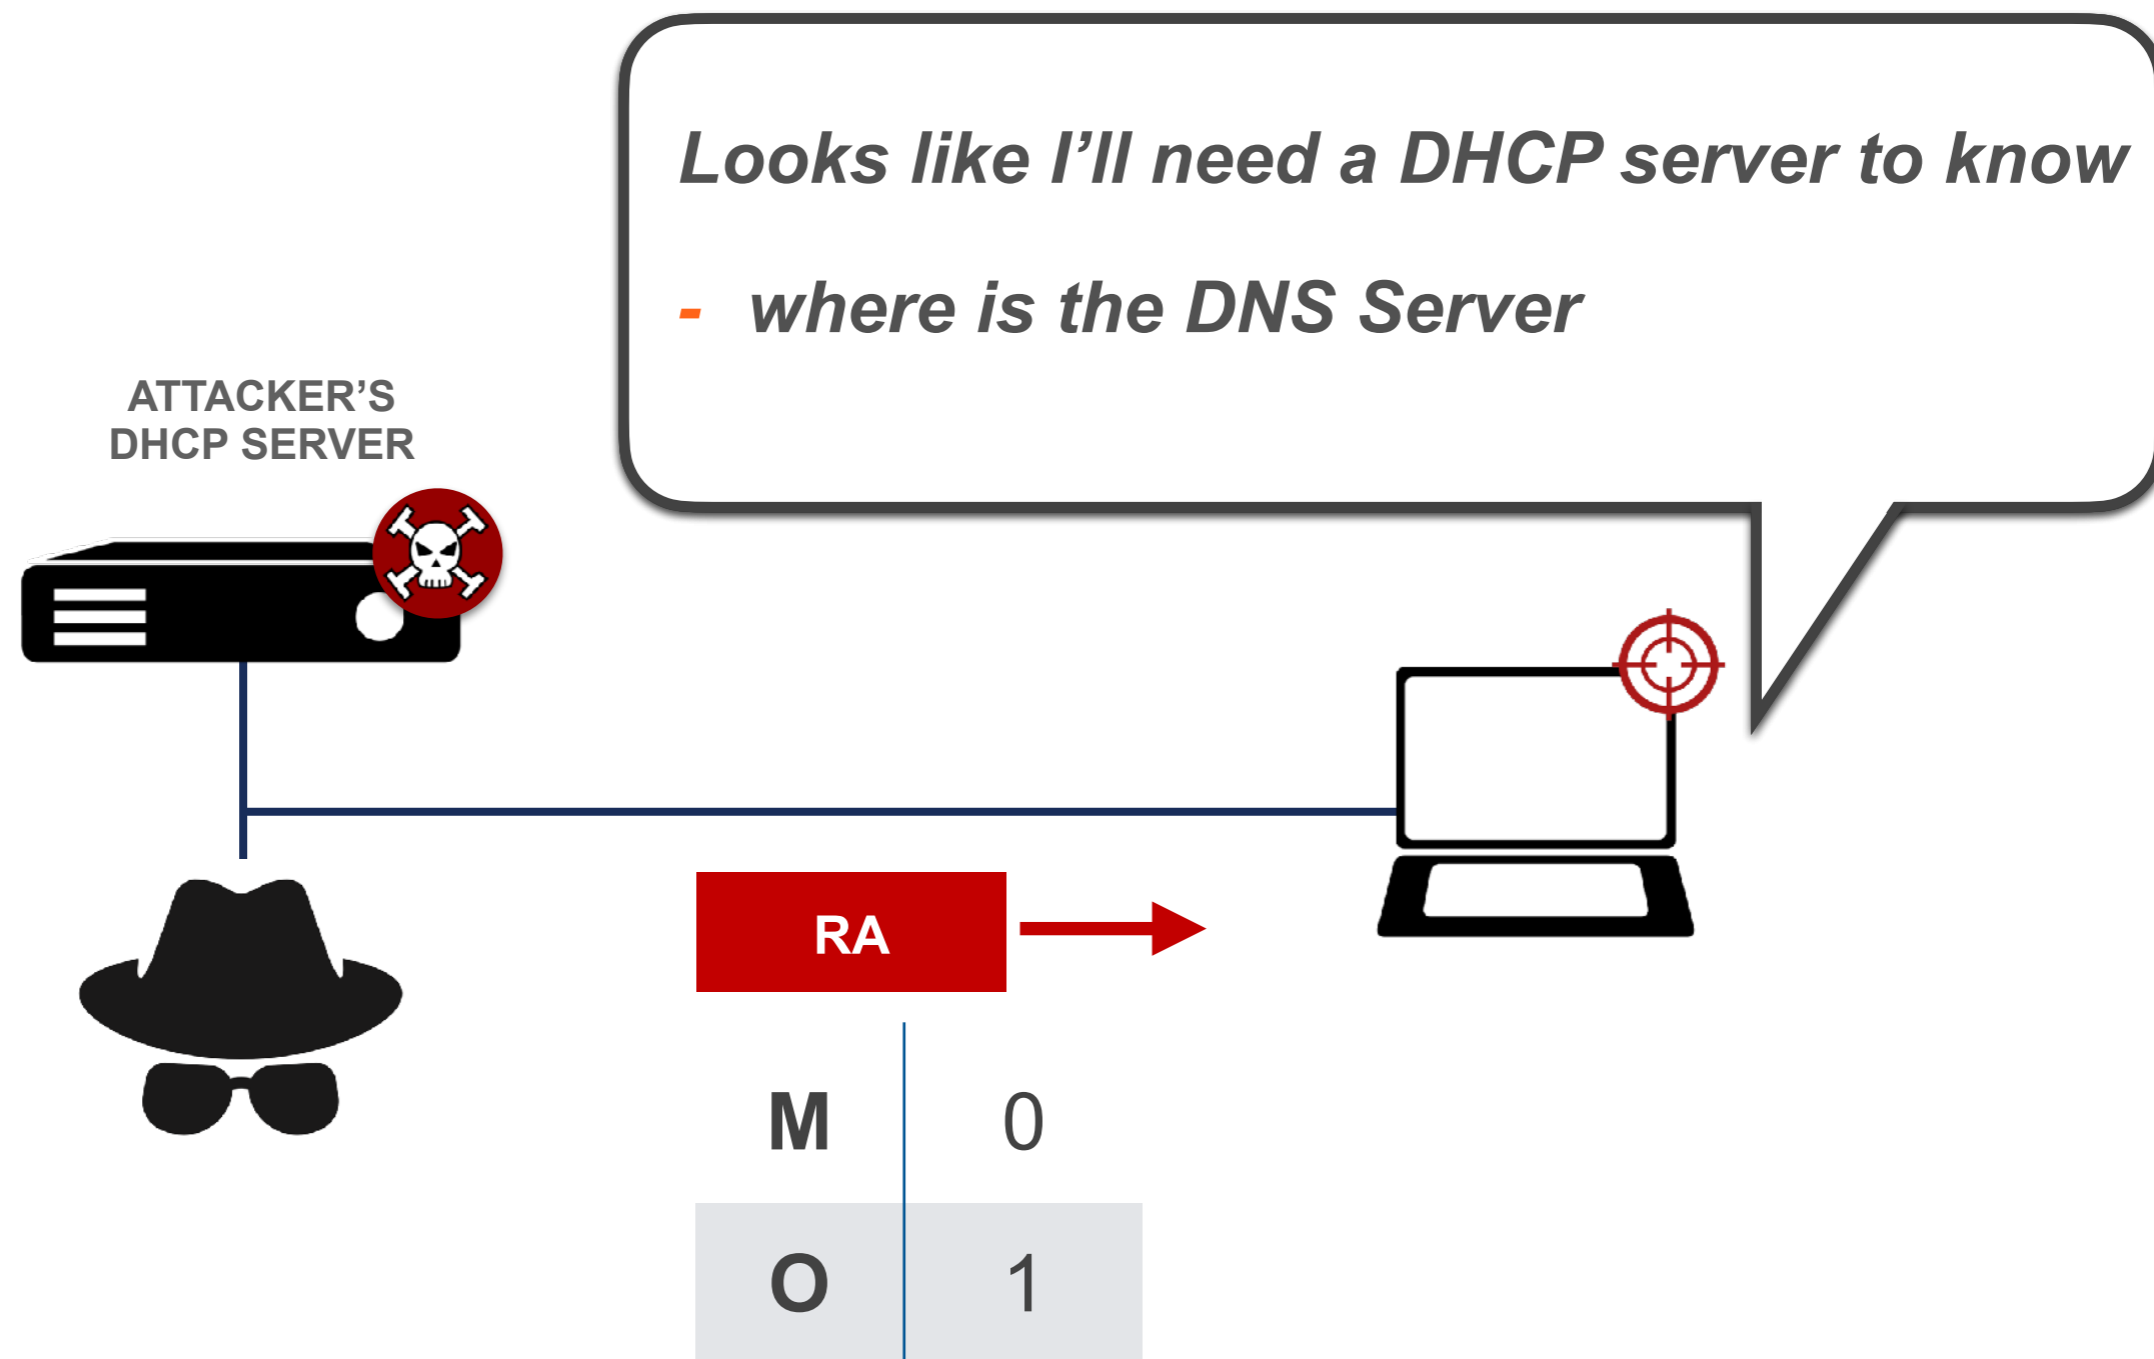 Looks like I’ll need a DHCP server to know
- where is the DNS Server
ATTACKER’S
DHCP SERVER
RA
M 0
O 1